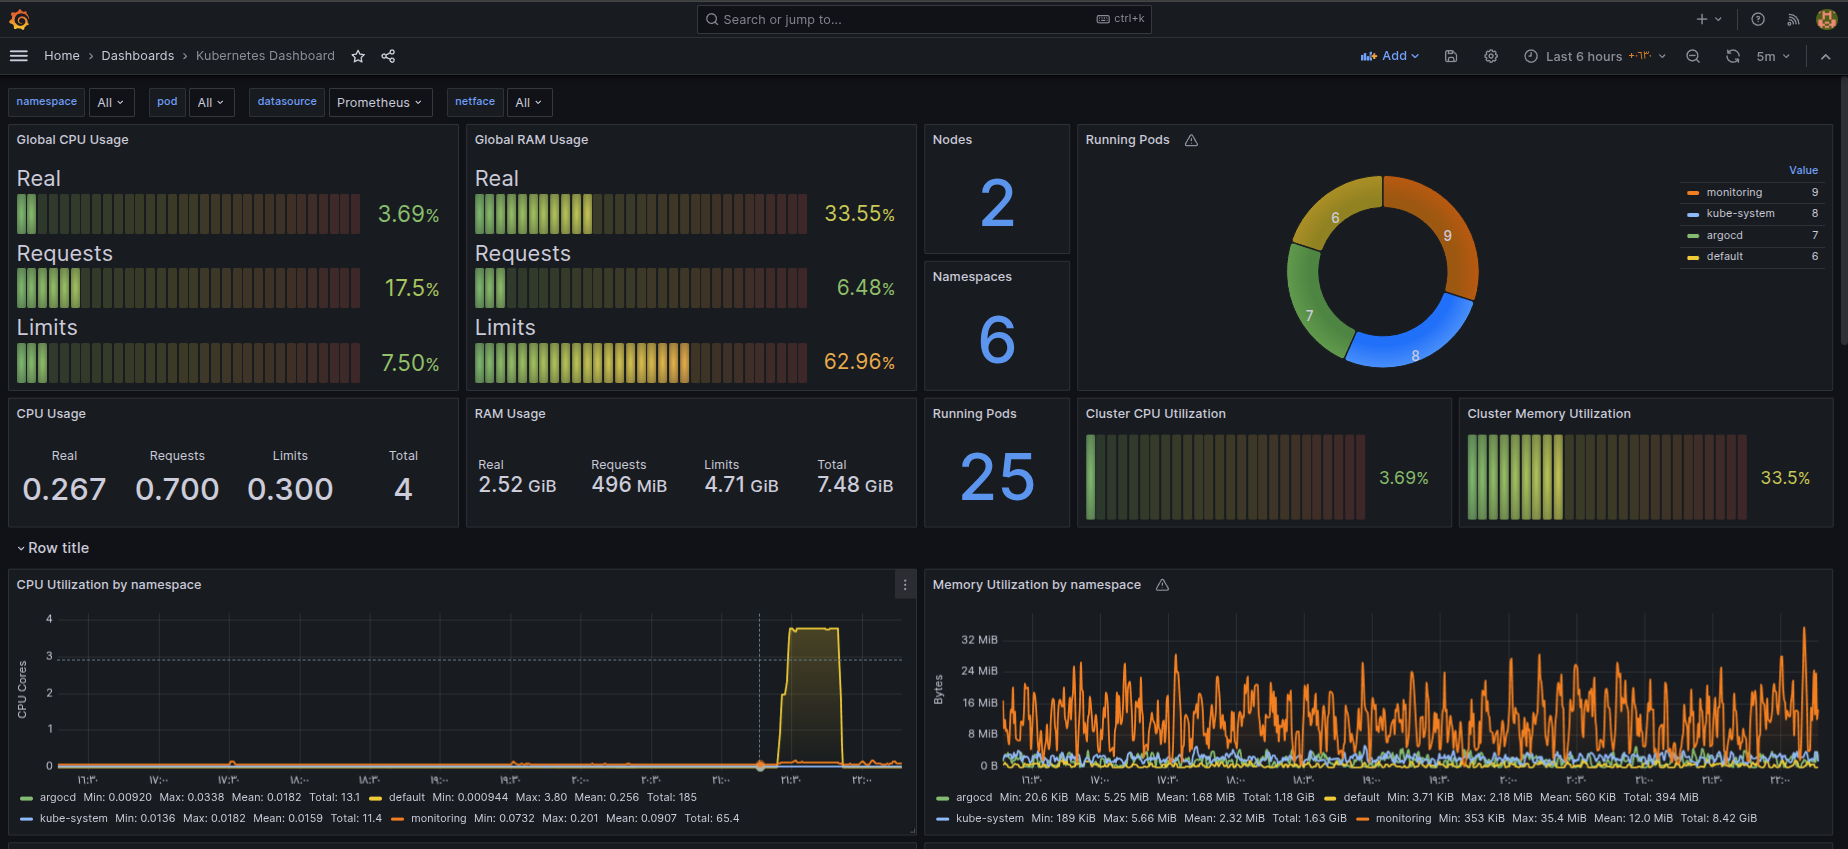 Search or jump to...
ctrl+k
Home › Dashboards › Kubernetes Dashboard
Add
Last 6 hours +۰۶۳۰
5m
namespace All pod All datasource Prometheus netface All
Global CPU Usage
Real
3.69%
Requests
17.5%
Limits
7.50%
Global RAM Usage
Real
33.55%
Requests
6.48%
Limits
62.96%
Nodes
2
Namespaces
6
Running Pods
6
9
7
8
Value
monitoring 9
kube-system 8
argocd 7
default 6
CPU Usage
Real Requests Limits Total
0.267 0.700 0.300 4
RAM Usage
Real Requests Limits Total
2.52 GiB 496 MiB 4.71 GiB 7.48 GiB
Running Pods
25
Cluster CPU Utilization
3.69%
Cluster Memory Utilization
33.5%
Row title
CPU Utilization by namespace
CPU Cores
4
3
2
1
0
۱۶:۳۰ ۱۷:۰۰ ۱۷:۳۰ ۱۸:۰۰ ۱۸:۳۰ ۱۹:۰۰ ۱۹:۳۰ ۲۰:۰۰ ۲۰:۳۰ ۲۱:۰۰ ۲۱:۳۰ ۲۲:۰۰
argocd Min: 0.00920 Max: 0.0338 Mean: 0.0182 Total: 13.1 default Min: 0.000944 Max: 3.80 Mean: 0.256 Total: 185
kube-system Min: 0.0136 Max: 0.0182 Mean: 0.0159 Total: 11.4 monitoring Min: 0.0732 Max: 0.201 Mean: 0.0907 Total: 65.4
Memory Utilization by namespace
Bytes
32 MiB
24 MiB
16 MiB
8 MiB
0 B
۱۶:۳۰ ۱۷:۰۰ ۱۷:۳۰ ۱۸:۰۰ ۱۸:۳۰ ۱۹:۰۰ ۱۹:۳۰ ۲۰:۰۰ ۲۰:۳۰ ۲۱:۰۰ ۲۱:۳۰ ۲۲:۰۰
argocd Min: 20.6 KiB Max: 5.25 MiB Mean: 1.68 MiB Total: 1.18 GiB default Min: 3.71 KiB Max: 2.18 MiB Mean: 560 KiB Total: 394 MiB
kube-system Min: 189 KiB Max: 5.66 MiB Mean: 2.32 MiB Total: 1.63 GiB monitoring Min: 353 KiB Max: 35.4 MiB Mean: 12.0 MiB Total: 8.42 GiB